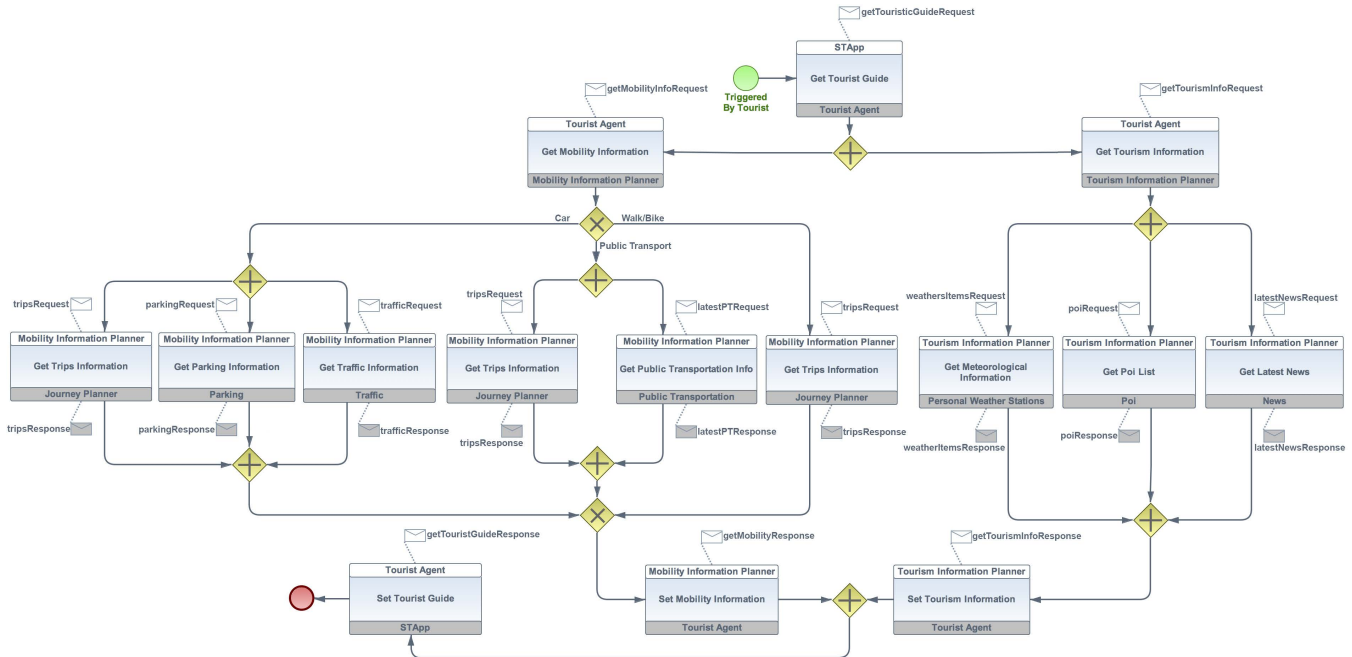 getTouristicGuideRequest
STApp
Get Tourist Guide
Tourist Agent
Triggered
By Tourist
getMobilityInfoRequest
Tourist Agent
Get Mobility Information
Mobility Information Planner
getTourismInfoRequest
Tourist Agent
Get Tourism Information
Tourism Information Planner
Car
Walk/Bike
Public Transport
tripsRequest
Mobility Information Planner
Get Trips Information
Journey Planner
tripsResponse
parkingRequest
Mobility Information Planner
Get Parking Information
Parking
parkingResponse
trafficRequest
Mobility Information Planner
Get Traffic Information
Traffic
trafficResponse
tripsRequest
Mobility Information Planner
Get Trips Information
Journey Planner
tripsResponse
latestPTRequest
Mobility Information Planner
Get Public Transportation Info
Public Transportation
latestPTResponse
tripsRequest
Mobility Information Planner
Get Trips Information
Journey Planner
tripsResponse
weathersItemsRequest
Tourism Information Planner
Get Meteorological
Information
Personal Weather Stations
weatherItemsResponse
poiRequest
Tourism Information Planner
Get Poi List
Poi
poiResponse
latestNewsRequest
Tourism Information Planner
Get Latest News
News
latestNewsResponse
getTouristGuideResponse
Tourist Agent
Set Tourist Guide
STApp
getMobilityResponse
Mobility Information Planner
Set Mobility Information
Tourist Agent
getTourismInfoResponse
Tourism Information Planner
Set Tourism Information
Tourist Agent